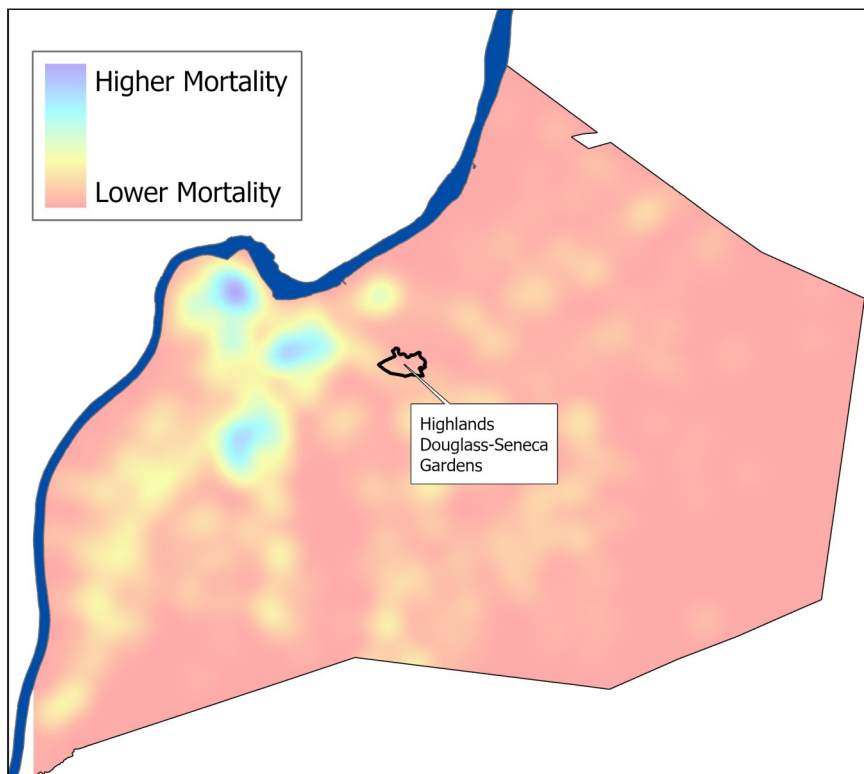 Higher Mortality
Lower Mortality
Highlands
Douglass-Seneca
Gardens